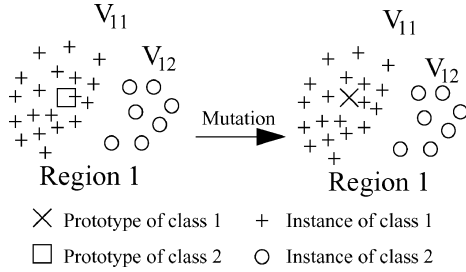 V11 V11
V12 V12
Mutation
Region 1 Region 1
Prototype of class 1 Instance of class 1
Prototype of class 2 Instance of class 2